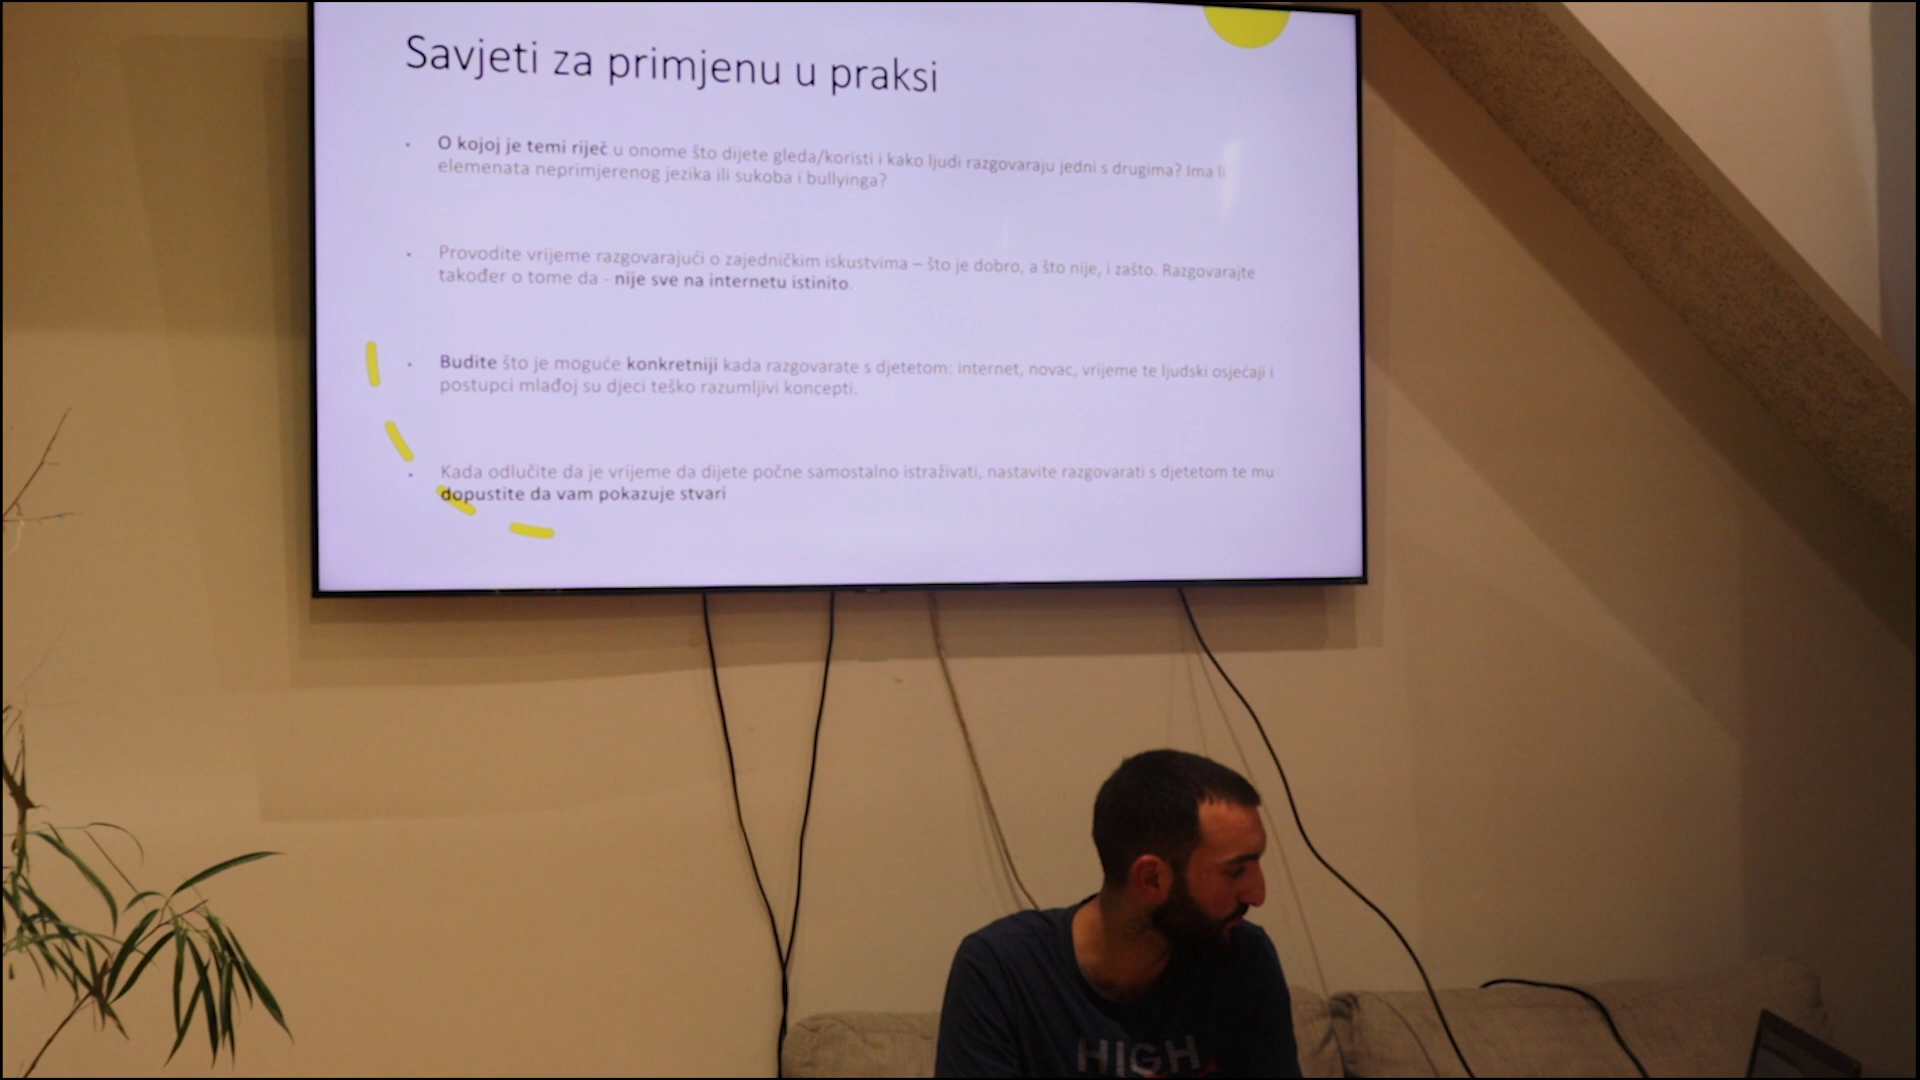 Savjeti za primjenu u praksi
O kojoj je temi riječ u onome što dijete gleda/koristi i kako ljudi razgovaraju jedni s drugima? Ima li
elemenata neprimjerenog jezika ili sukoba i bullyinga?
Provodite vrijeme razgovarajući o zajedničkim iskustvima – što je dobro, a što nije, i zašto. Razgovarajte
također o tome da - nije sve na internetu istinito.
Budite što je moguće konkretniji kada razgovarate s djetetom: internet, novac, vrijeme te ljudski osjećaji i
postupci mlađoj su djeci teško razumljivi koncepti.
Kada odlučite da je vrijeme da dijete počne samostalno istraživati, nastavite razgovarati s djetetom te mu
dopustite da vam pokazuje stvari
HIGH